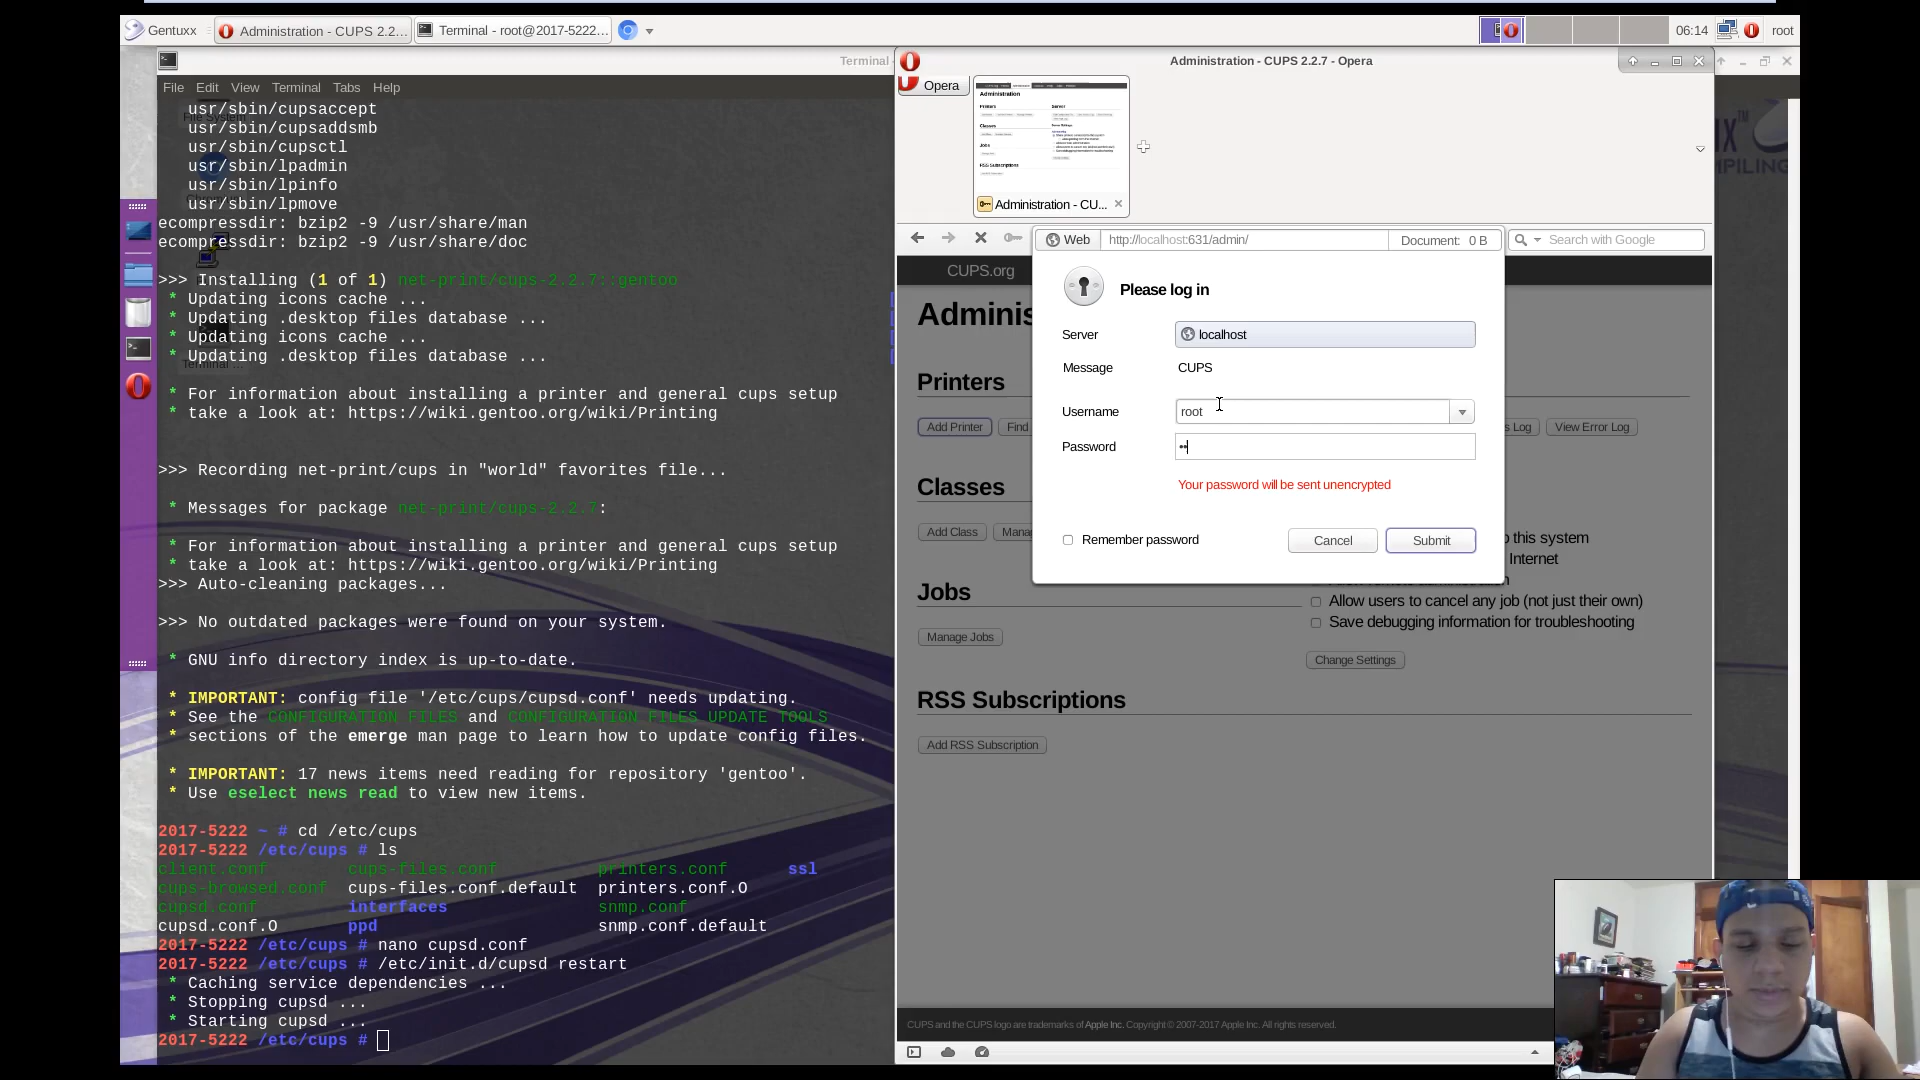 Gentuxx
Administration - CUPS 2.2...
Terminal - root@2017-5222...
06:14
root
Terminal -
Administration - CUPS 2.2.7 - Opera
File Edit View Terminal Tabs Help
Opera
usr/sbin/cupsaccept
usr/sbin/cupsaddsmb
usr/sbin/cupsctl
usr/sbin/lpadmin
usr/sbin/lpinfo
usr/sbin/lpmove
ecompressdir: bzip2 -9 /usr/share/man
ecompressdir: bzip2 -9 /usr/share/doc
>>> Installing (1 of 1) net-print/cups-2.2.7::gentoo
* Updating icons cache ...
* Updating .desktop files database ...
* Updating icons cache ...
* Updating .desktop files database ...
* For information about installing a printer and general cups setup
* take a look at: https://wiki.gentoo.org/wiki/Printing
>>> Recording net-print/cups in "world" favorites file...
* Messages for package net-print/cups-2.2.7:
* For information about installing a printer and general cups setup
* take a look at: https://wiki.gentoo.org/wiki/Printing
>>> Auto-cleaning packages...
>>> No outdated packages were found on your system.
* GNU info directory index is up-to-date.
* IMPORTANT: config file '/etc/cups/cupsd.conf' needs updating.
* See the CONFIGURATION FILES and CONFIGURATION FILES UPDATE TOOLS
* sections of the emerge man page to learn how to update config files.
* IMPORTANT: 17 news items need reading for repository 'gentoo'.
* Use eselect news read to view new items.
2017-5222 ~ # cd /etc/cups
2017-5222 /etc/cups # ls
client.conf cups-files.conf printers.conf ssl
cups-browsed.conf cups-files.conf.default printers.conf.O
cupsd.conf interfaces snmp.conf
cupsd.conf.O ppd snmp.conf.default
2017-5222 /etc/cups # nano cupsd.conf
2017-5222 /etc/cups # /etc/init.d/cupsd restart
* Caching service dependencies ...
* Stopping cupsd ...
* Starting cupsd ...
2017-5222 /etc/cups #
File System
Terminal ...
Administration
Printers
Server
Classes
Jobs
RSS Subscriptions
Administration - CU...
Web
http://localhost:631/admin/
Document: 0 B
Search with Google
CUPS.org
Adminis
Please log in
Server localhost
Message CUPS
Username root
Password ••
Your password will be sent unencrypted
Remember password
Cancel
Submit
Printers
Add Printer
Find
s Log
View Error Log
Classes
Add Class
Mana
o this system
Internet
Allow users to cancel any job (not just their own)
Save debugging information for troubleshooting
Change Settings
Jobs
Manage Jobs
RSS Subscriptions
Add RSS Subscription
CUPS and the CUPS logo are trademarks of Apple Inc. Copyright © 2007-2017 Apple Inc. All rights reserved.
IX
PILING